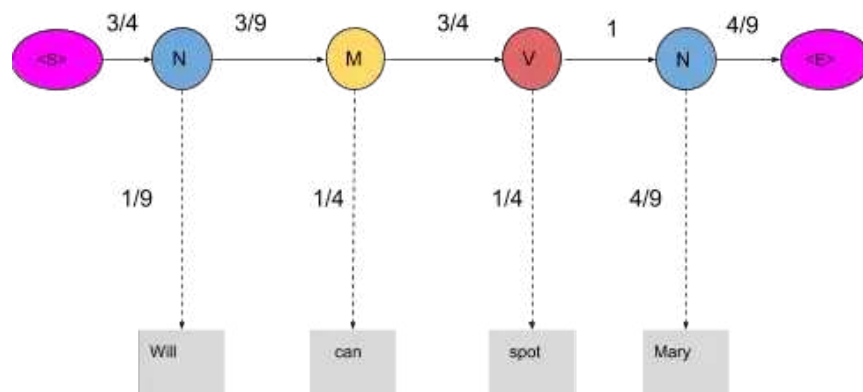 3/4 3/9 3/4 1 4/9
<S> N M V N <E>
1/9 1/4 1/4 4/9
Will can spot Mary